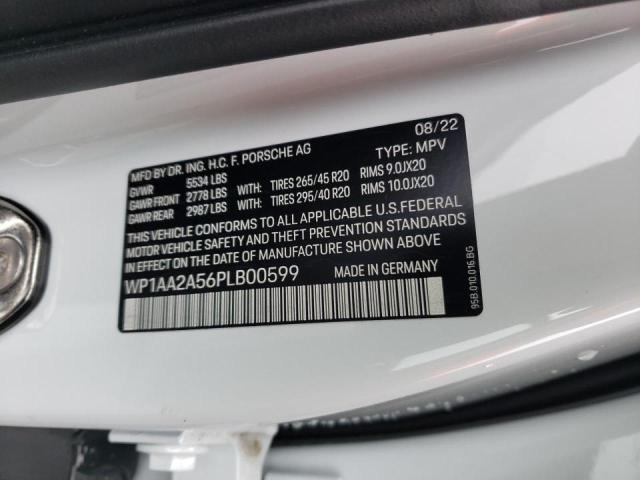 MFD BY DR. ING. H.C. F. PORSCHE AG 08/22
GVWR 5534 LBS TYPE: MPV
GAWR FRONT 2778 LBS WITH: TIRES 265/45 R20 RIMS 9.0JX20
GAWR REAR 2987 LBS WITH: TIRES 295/40 R20 RIMS 10.0JX20
THIS VEHICLE CONFORMS TO ALL APPLICABLE U.S.FEDERAL
MOTOR VEHICLE SAFETY AND THEFT PREVENTION STANDARDS
IN EFFECT ON THE DATE OF MANUFACTURE SHOWN ABOVE.
WP1AA2A56PLB00599 MADE IN GERMANY
95B.010.016.BG